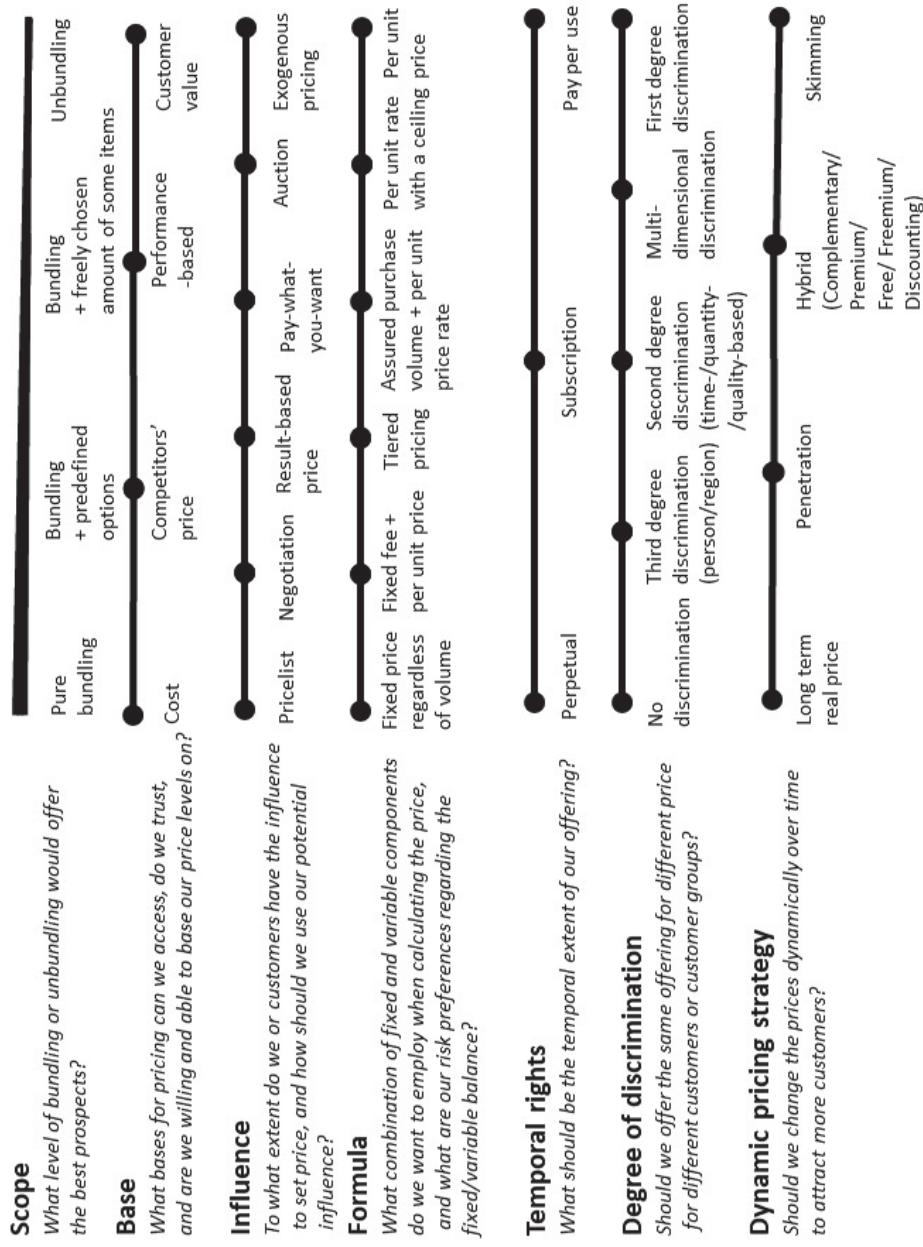 Scope
What level of bundling or unbundling would offer
the best prospects?
Pure
bundling
Bundling
+ predefined
options
Bundling
+ freely chosen
amount of some items
Unbundling
Base
What bases for pricing can we access, do we trust,
and are we willing and able to base our price levels on?
Cost
Competitors'
price
Performance
-based
Customer
value
Influence
To what extent do we or customers have the influence
to set price, and how should we use our potential
influence?
Pricelist
Negotiation
Result-based
price
Pay-what-
you-want
Auction
Exogenous
pricing
Formula
What combination of fixed and variable components
do we want to employ when calculating the price,
and what are our risk preferences regarding the
fixed/variable balance?
Fixed price
regardless
of volume
Fixed fee +
per unit price
Tiered
pricing
Assured purchase
volume + per unit
price rate
Per unit rate
with a ceiling
Per unit
price
Temporal rights
What should be the temporal extent of our offering?
Perpetual
Subscription
Pay per use
Degree of discrimination
Should we offer the same offering for different price
for different customers or customer groups?
No
discrimination
Third degree
discrimination
(person/region)
Second degree
discrimination
(time-/quantity-
/quality-based)
Multi-
dimensional
discrimination
First degree
discrimination
Dynamic pricing strategy
Should we change the prices dynamically over time
to attract more customers?
Long term
real price
Penetration
Hybrid
(Complementary/
Premium/
Free/ Freemium/
Discounting)
Skimming